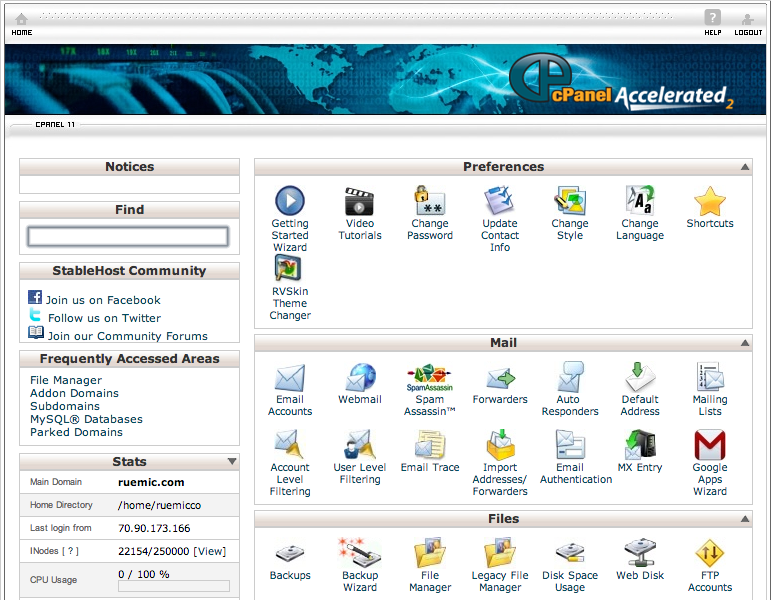 HOME
HELP
LOGOUT
cPanel Accelerated2
CPANEL 11
Notices
Find
StableHost Community
Join us on Facebook
Follow us on Twitter
Join our Community Forums
Frequently Accessed Areas
File Manager
Addon Domains
Subdomains
MySQL® Databases
Parked Domains
Stats
Main Domain ruemic.com
Home Directory /home/ruemicco
Last login from 70.90.173.166
INodes [ ? ] 22154/250000 [View]
CPU Usage 0 / 100 %
Preferences
Getting
Started
Wizard
Video
Tutorials
Change
Password
Update
Contact
Info
Change
Style
Change
Language
Shortcuts
RVSkin
Theme
Changer
Mail
Email
Accounts
Webmail
SpamAssassin
Spam
Assassin™
Forwarders
Auto
Responders
Default
Address
Mailing
Lists
Account
Level
Filtering
User Level
Filtering
Email Trace
Import
Addresses/
Forwarders
Email
Authentication
MX Entry
Google
Apps
Wizard
Files
Backups
Backup
Wizard
File
Manager
Legacy File
Manager
Disk Space
Usage
Web Disk
FTP
Accounts